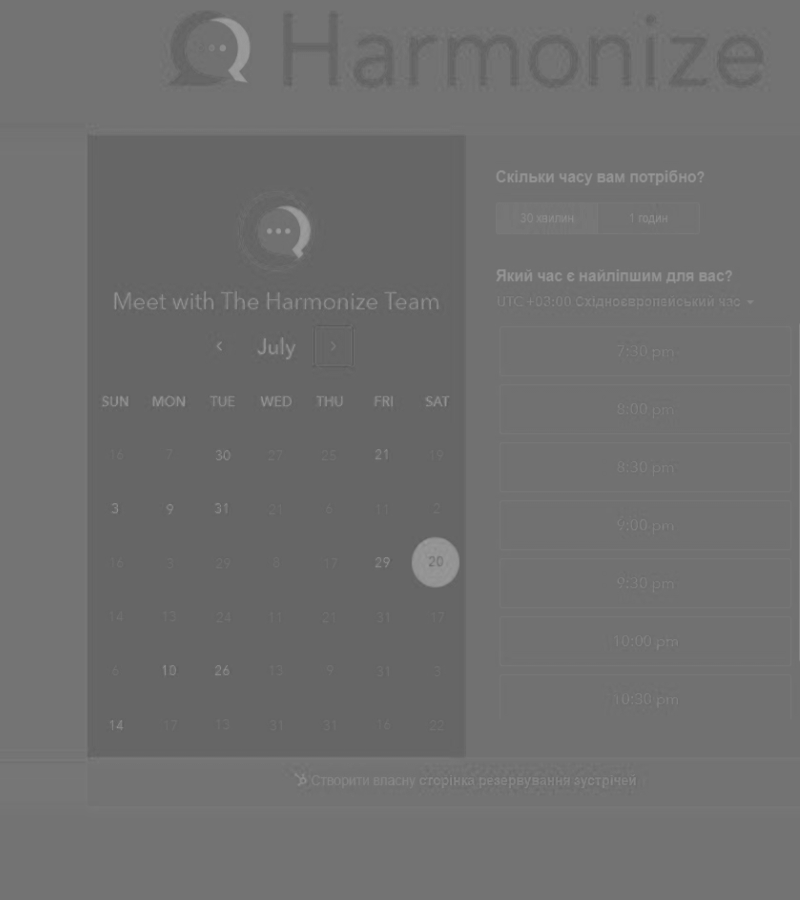 Harmonize
Meet with The Harmonize Team
July
SUN MON TUE WED THU FRI SAT
16 7 30 27 25 21 19
3 9 31 21 6 11 2
16 3 29 8 17 29 20
14 13 24 11 21 31 17
6 10 26 13 9 31 3
14 17 13 31 31 16 22
Скільки часу вам потрібно?
30 хвилин 1 годин
Який час є найліпшим для вас?
UTC +03:00 Східноєвропейський час
7:30 pm
8:00 pm
8:30 pm
9:00 pm
9:30 pm
10:00 pm
10:30 pm
Створити власну сторінка резервування зустрічей